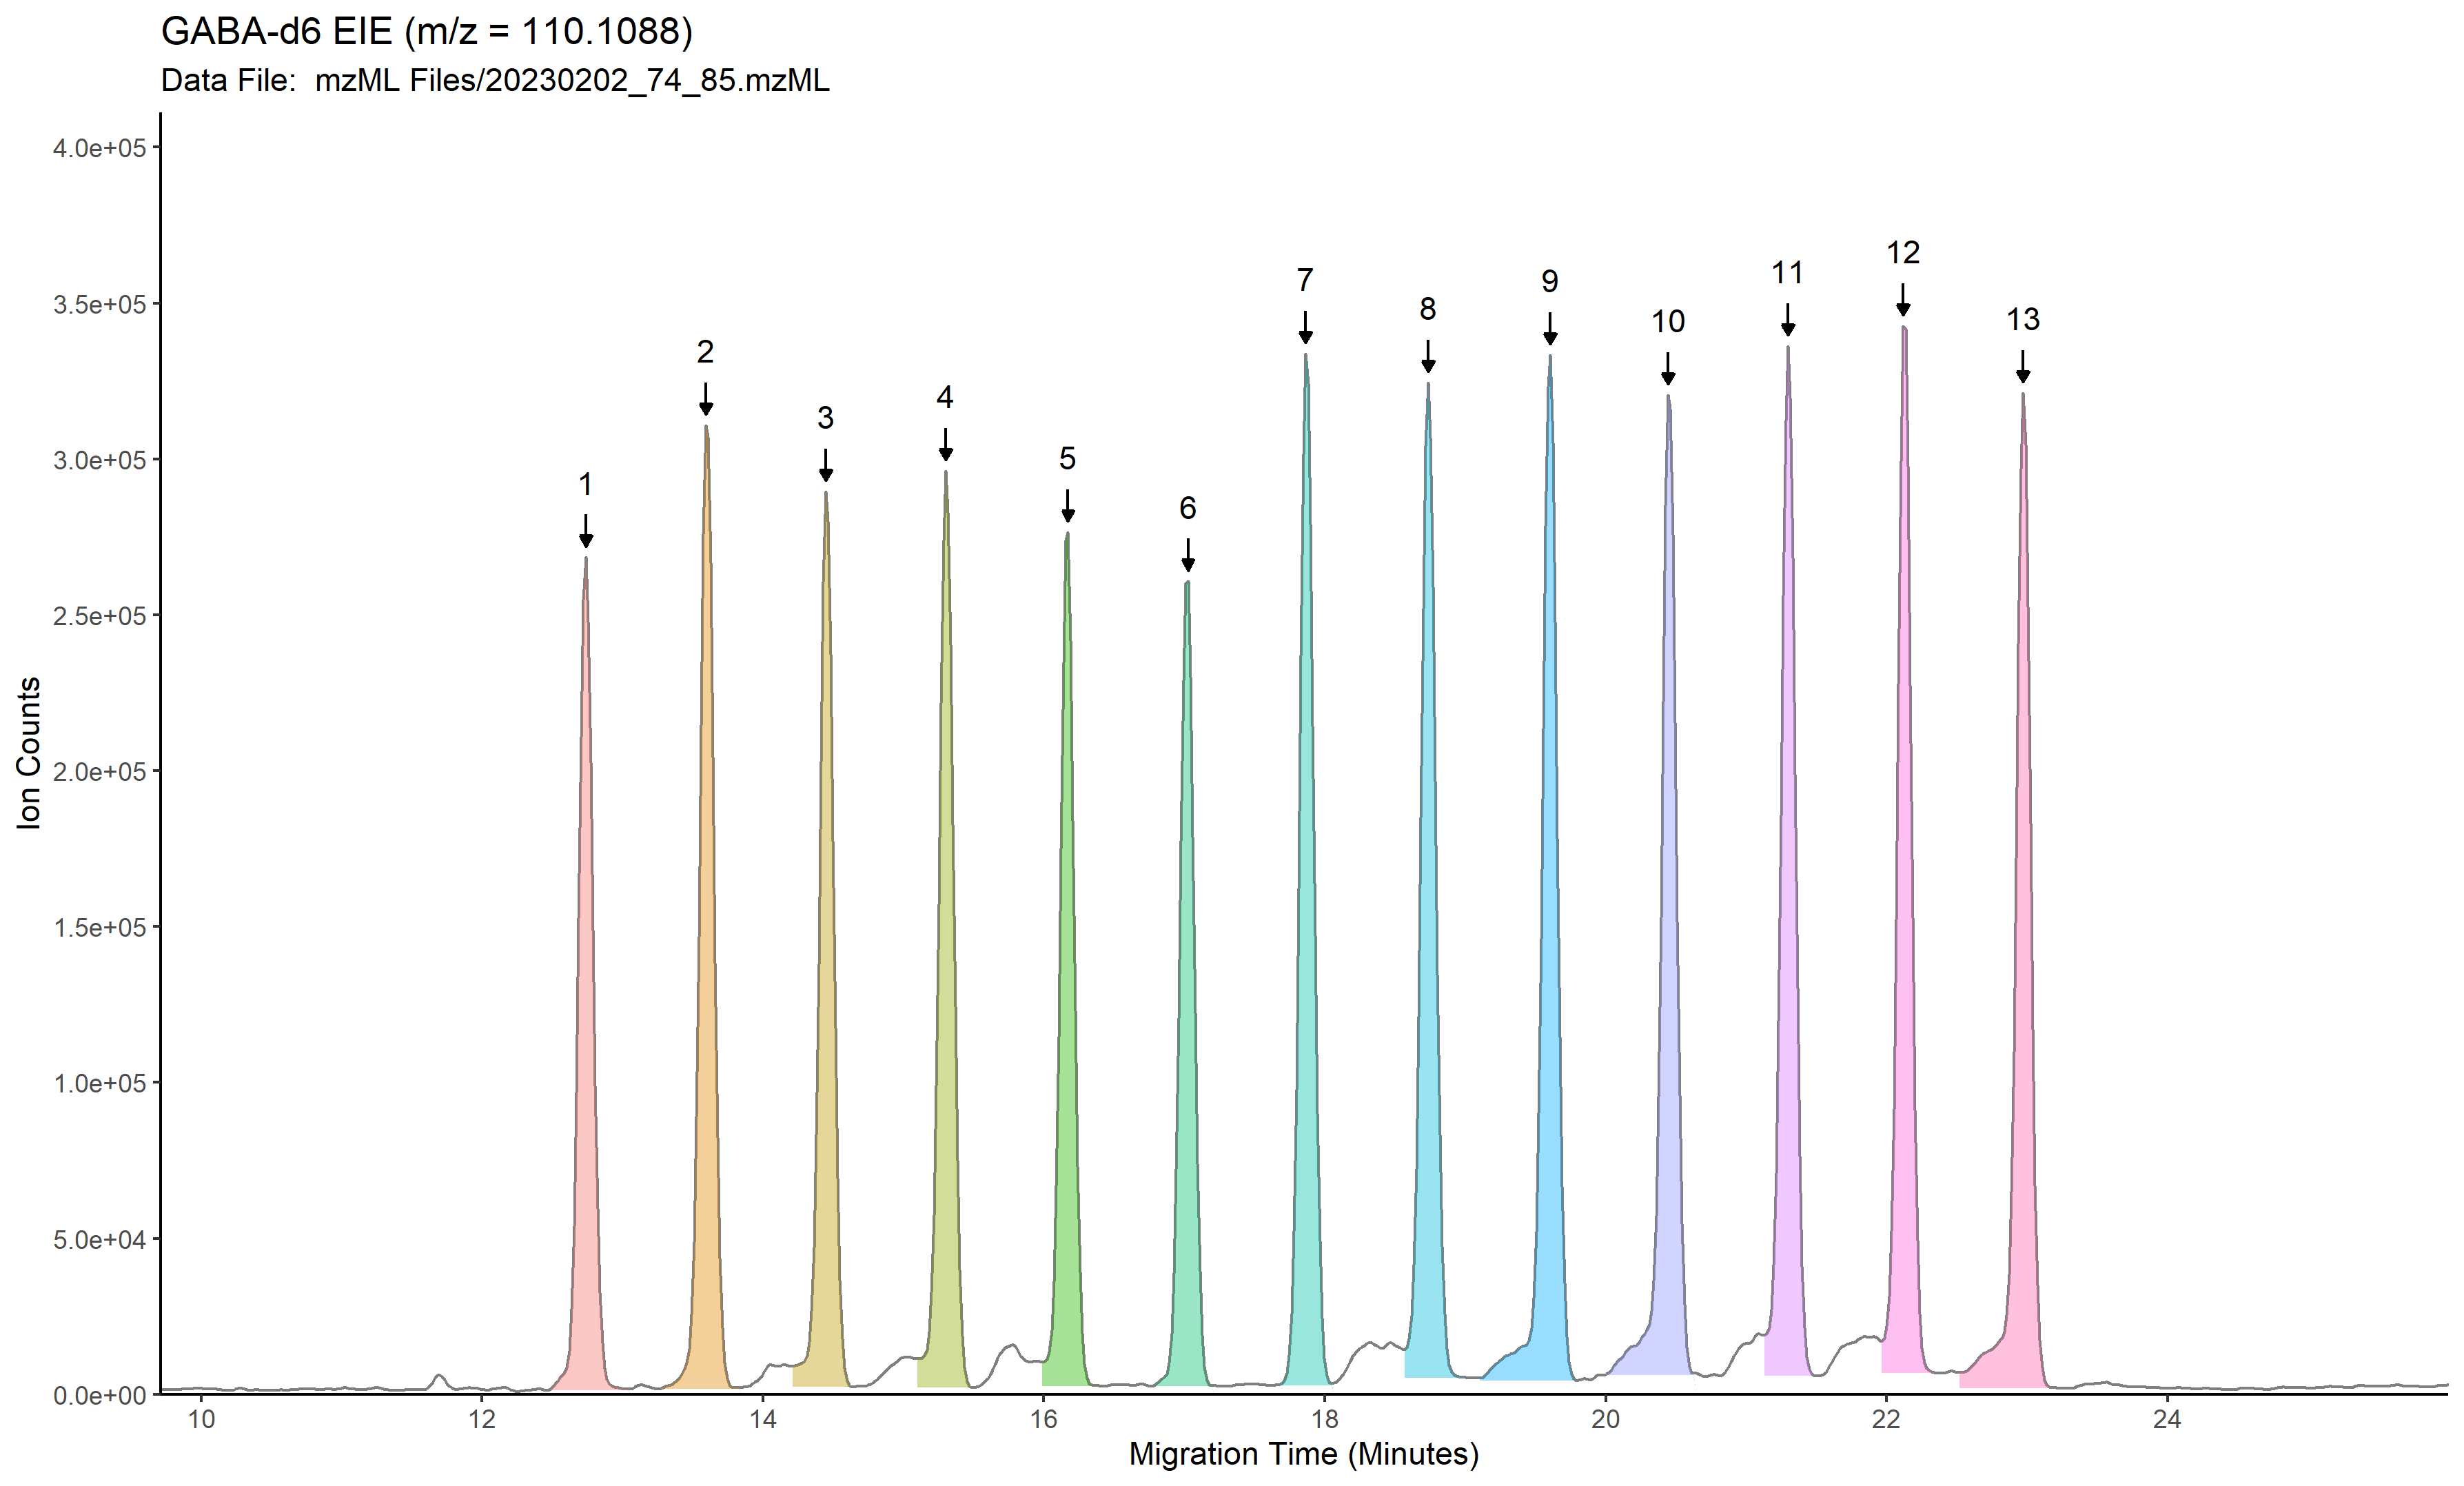 GABA-d6 EIE (m/z = 110.1088)
Data File:  mzML Files/20230202_74_85.mzML
4.0e+05
3.5e+05
3.0e+05
2.5e+05
2.0e+05
1.5e+05
1.0e+05
5.0e+04
0.0e+00
Ion Counts
1
2
3
4
5
6
7
8
9
10
11
12
13
10 12 14 16 18 20 22 24
Migration Time (Minutes)